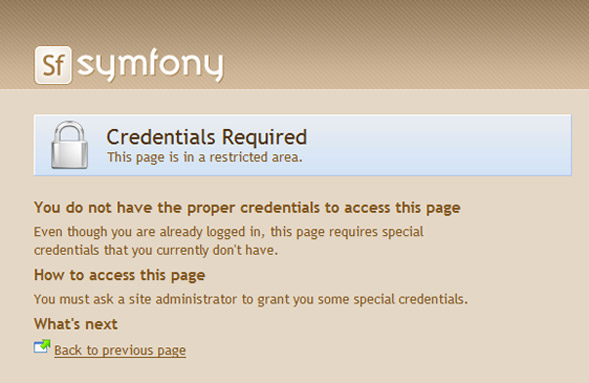 Sf symfony
Credentials Required
This page is in a restricted area.
You do not have the proper credentials to access this page
Even though you are already logged in, this page requires special
credentials that you currently don't have.
How to access this page
You must ask a site administrator to grant you some special credentials.
What's next
Back to previous page